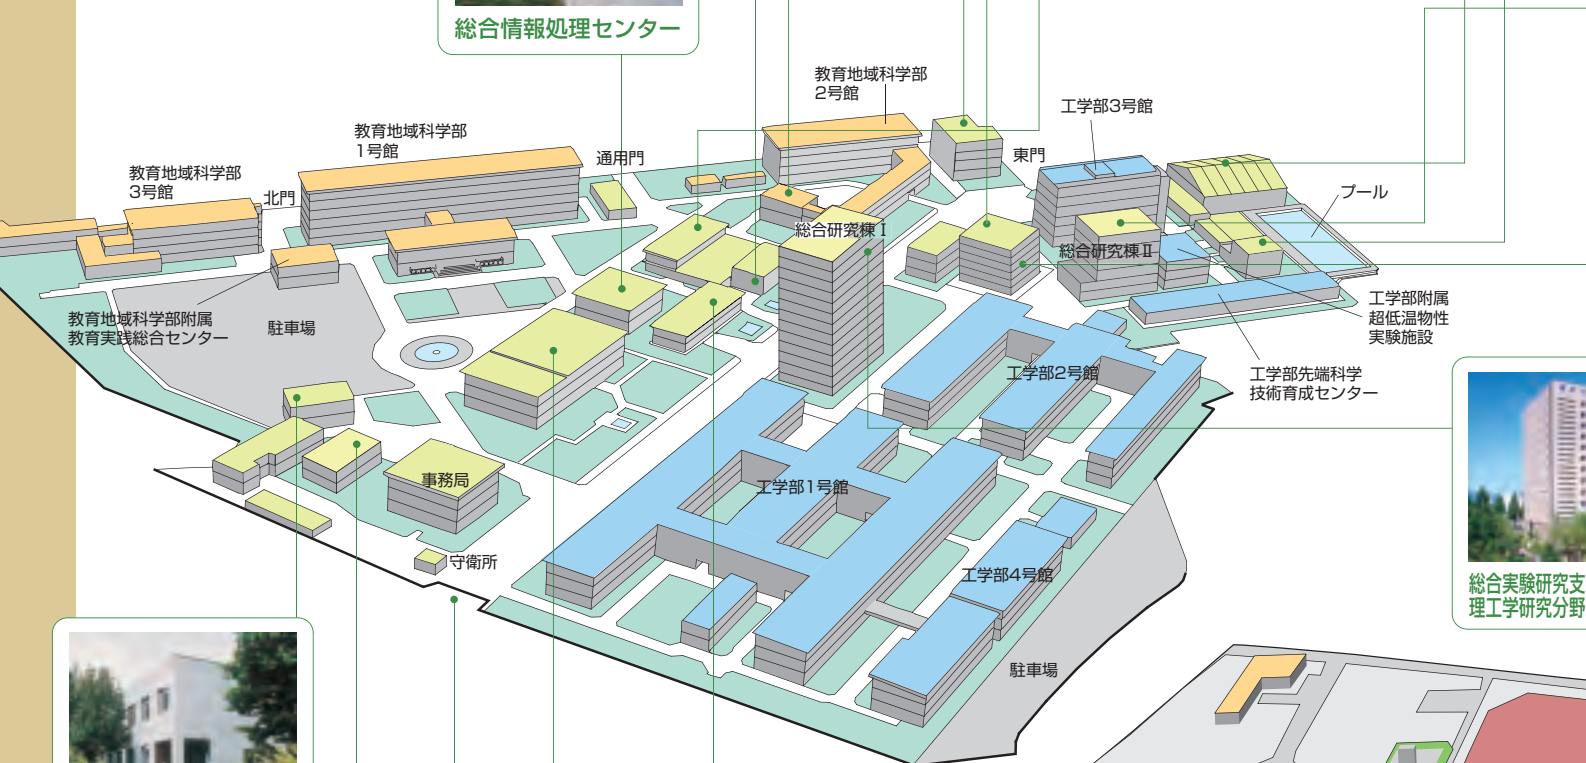 総合情報処理センター
教育地域科学部
2号館
工学部3号館
教育地域科学部
1号館
通用門
東門
教育地域科学部
3号館
北門
プール
総合研究棟Ⅰ
総合研究棟Ⅱ
教育地域科学部附属
教育実践総合センター
駐車場
工学部附属
超低温物性
実験施設
工学部2号館
工学部先端科学
技術育成センター
事務局
工学部1号館
守衛所
工学部4号館
総合実験研究支
理工学研究分野
駐車場